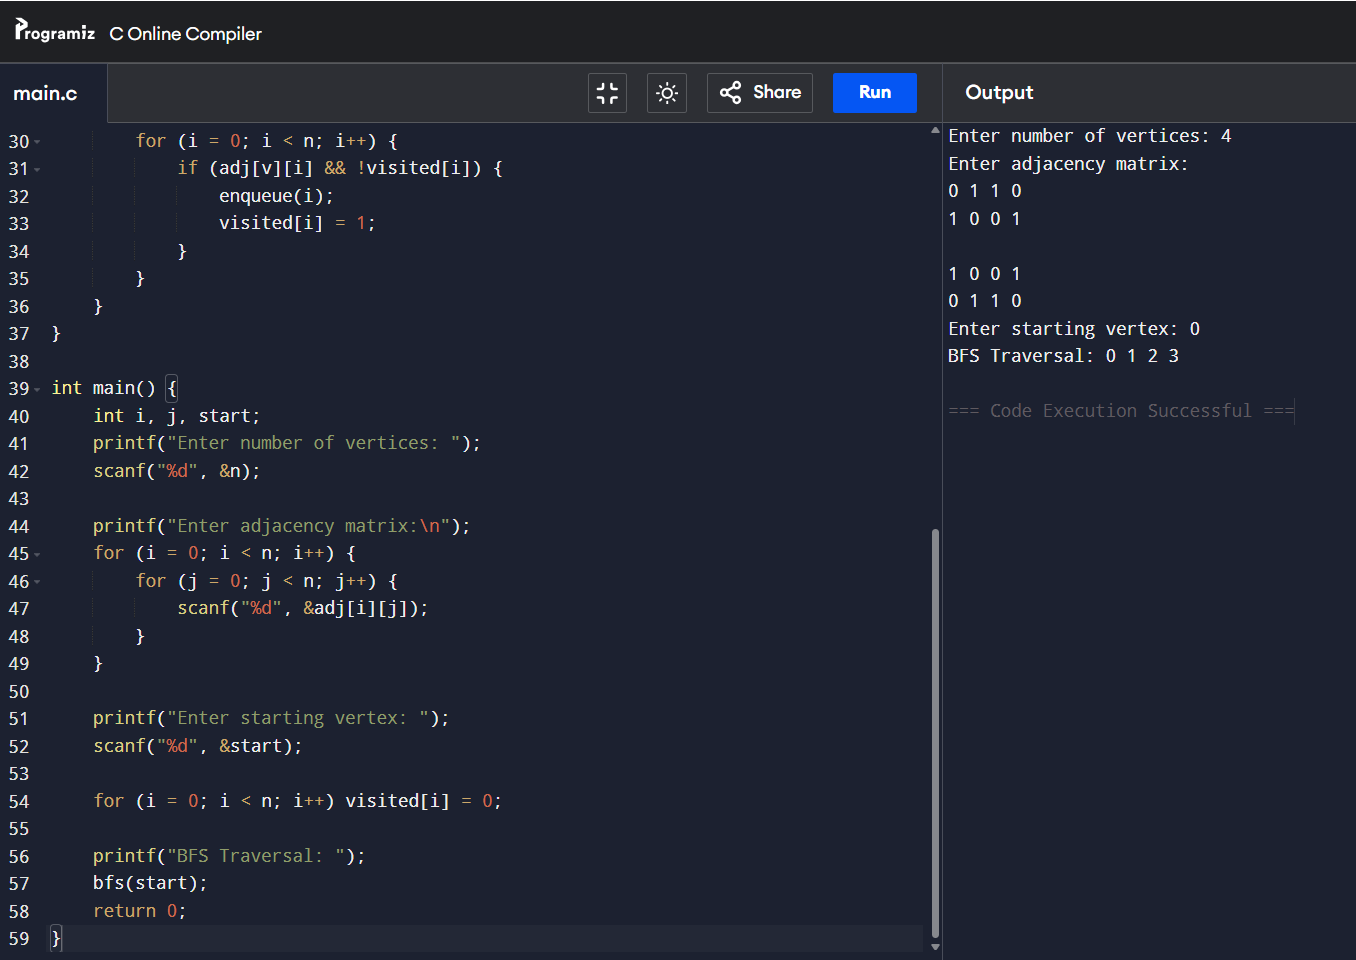 Programiz C Online Compiler
main.c
Share
Run
Output
30 for (i = 0; i < n; i++) {
31 if (adj[v][i] && !visited[i]) {
32 enqueue(i);
33 visited[i] = 1;
34 }
35 }
36 }
37 }
38
39 int main() {
40 int i, j, start;
41 printf("Enter number of vertices: ");
42 scanf("%d", &n);
43
44 printf("Enter adjacency matrix:\n");
45 for (i = 0; i < n; i++) {
46 for (j = 0; j < n; j++) {
47 scanf("%d", &adj[i][j]);
48 }
49 }
50
51 printf("Enter starting vertex: ");
52 scanf("%d", &start);
53
54 for (i = 0; i < n; i++) visited[i] = 0;
55
56 printf("BFS Traversal: ");
57 bfs(start);
58 return 0;
59 }
Enter number of vertices: 4
Enter adjacency matrix:
0 1 1 0
1 0 0 1
1 0 0 1
0 1 1 0
Enter starting vertex: 0
BFS Traversal: 0 1 2 3
=== Code Execution Successful ===